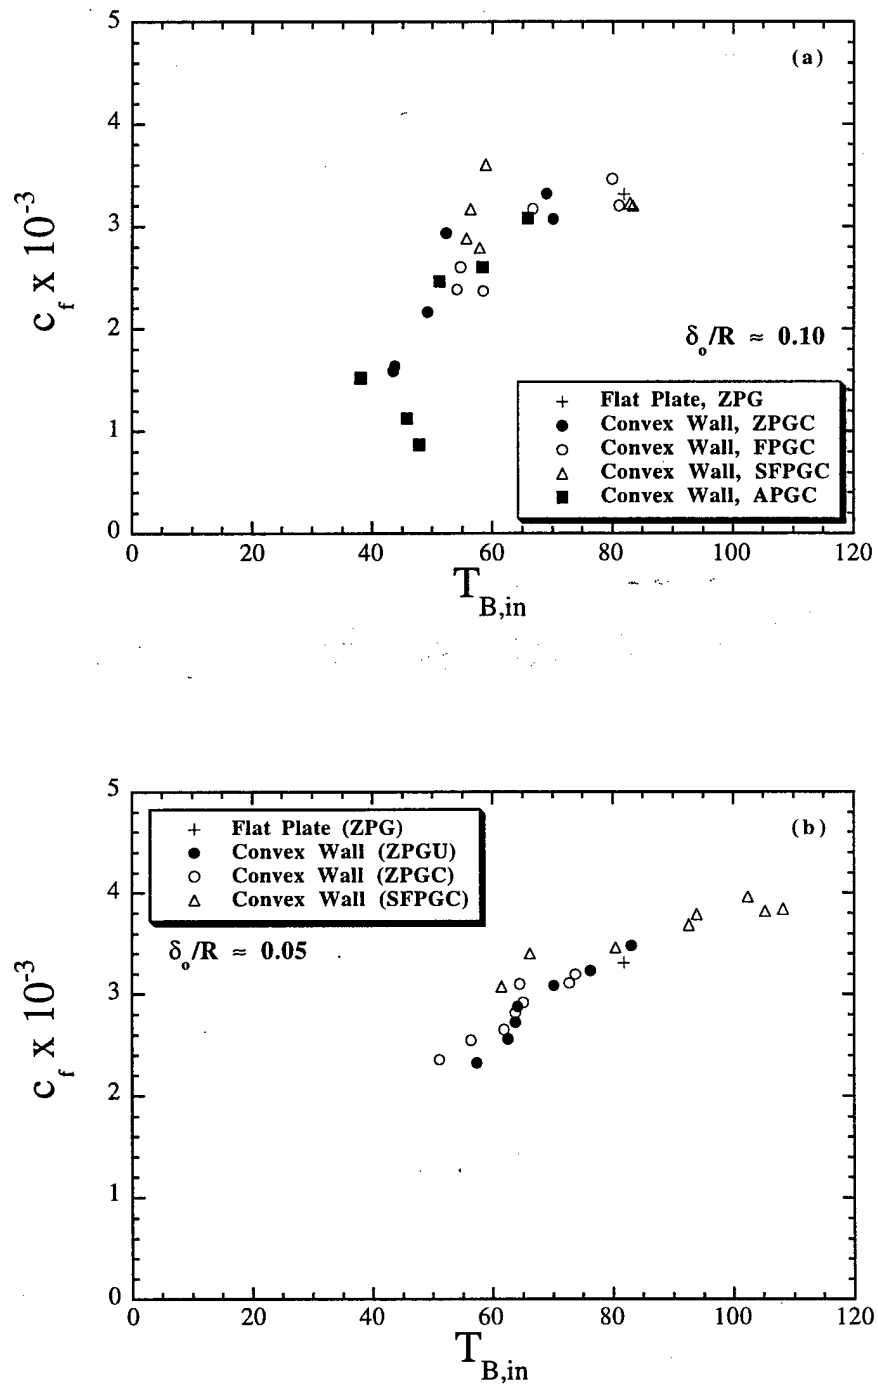 5
(a)
4
3
c_f x 10^-3
2
δ_o/R ≈ 0.10
+ Flat Plate, ZPG
● Convex Wall, ZPGC
○ Convex Wall, FPGC
△ Convex Wall, SFPGC
■ Convex Wall, APGC
1
0
0 20 40 60 80 100 120
T_B,in
5
(b)
+ Flat Plate (ZPG)
● Convex Wall (ZPGU)
○ Convex Wall (ZPGC)
△ Convex Wall (SFPGC)
4
δ_o/R ≈ 0.05
3
c_f x 10^-3
2
1
0
0 20 40 60 80 100 120
T_B,in